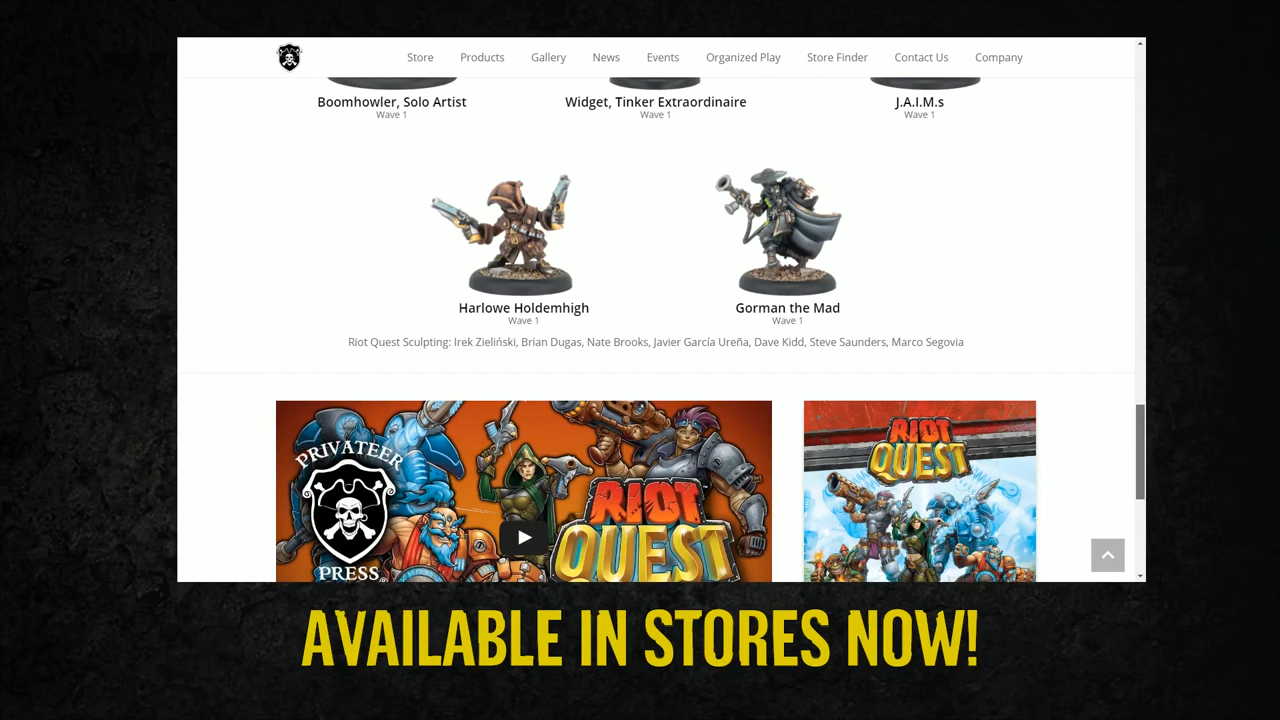 Store Products Gallery News Events Organized Play Store Finder Contact Us Company
Boomhowler, Solo Artist
Wave 1
Widget, Tinker Extraordinaire
Wave 1
J.A.I.M.s
Wave 1
Harlowe Holdemhigh
Wave 1
Gorman the Mad
Wave 1
Riot Quest Sculpting: Irek Zieliński, Brian Dugas, Nate Brooks, Javier García Ureña, Dave Kidd, Steve Saunders, Marco Segovia
PRIVATEER
PRESS
RIOT
QUEST
RIOT
QUEST
AVAILABLE IN STORES NOW!